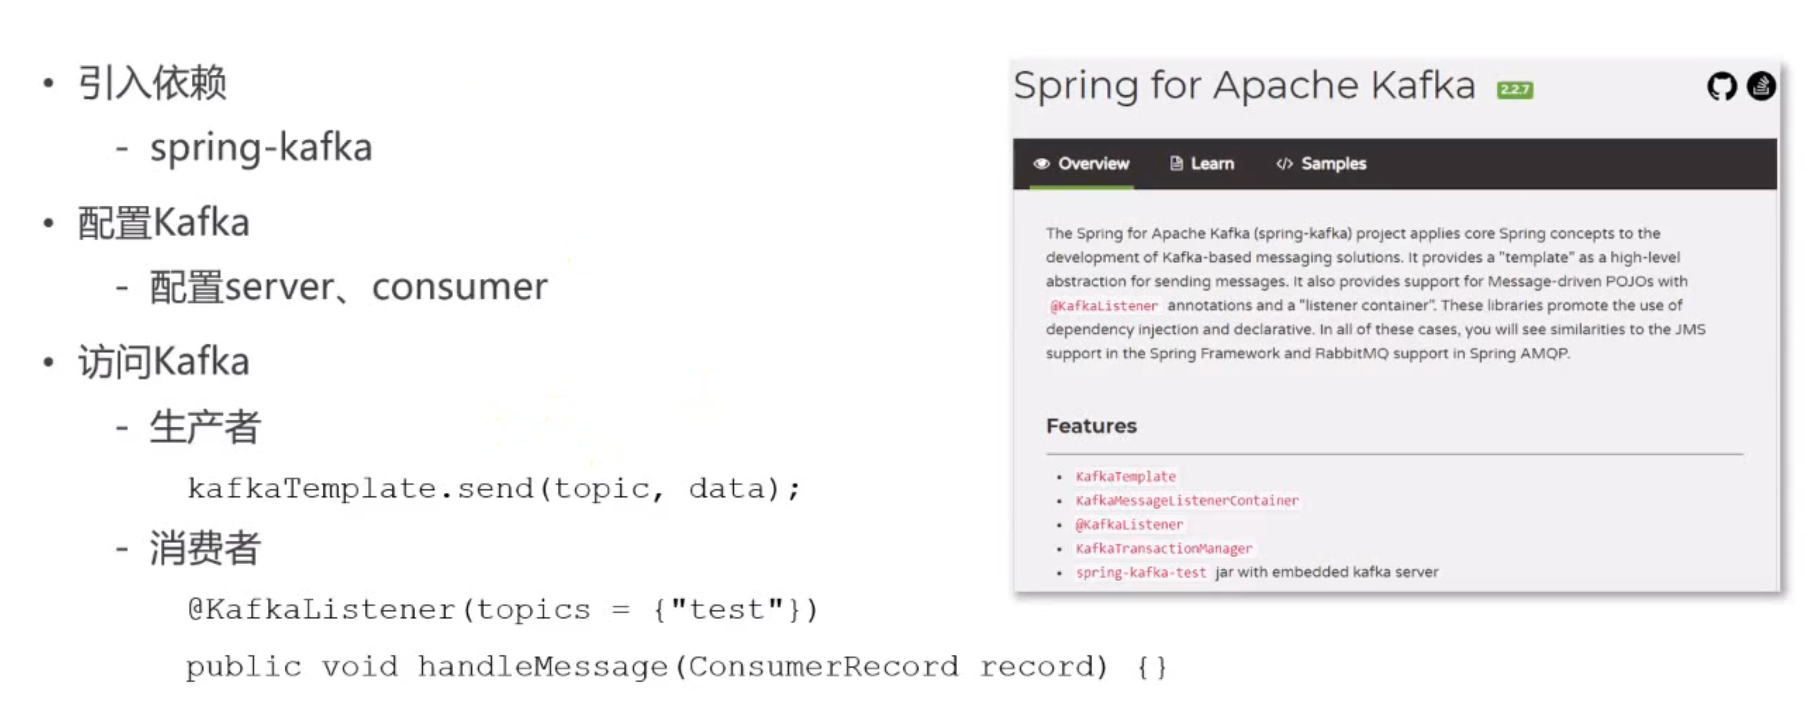 • 引入依赖
- spring-kafka
• 配置Kafka
- 配置server、consumer
• 访问Kafka
- 生产者
kafkaTemplate.send(topic, data);
- 消费者
@KafkaListener(topics = {"test"})
public void handleMessage(ConsumerRecord record) {}
Spring for Apache Kafka 2.2.7
Overview Learn Samples
The Spring for Apache Kafka (spring-kafka) project applies core Spring concepts to the
development of Kafka-based messaging solutions. It provides a "template" as a high-level
abstraction for sending messages. It also provides support for Message-driven POJOs with
@KafkaListener annotations and a "listener container". These libraries promote the use of
dependency injection and declarative. In all of these cases, you will see similarities to the JMS
support in the Spring Framework and RabbitMQ support in Spring AMQP.
Features
• KafkaTemplate
• KafkaMessageListenerContainer
• @KafkaListener
• KafkaTransactionManager
• spring-kafka-test jar with embedded kafka server